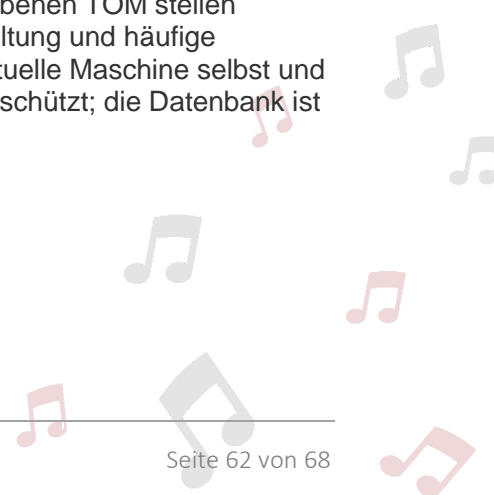 benen TOM stellen
ltung und häufige
tuelle Maschine selbst und
schützt; die Datenbank ist
Seite 62 von 68